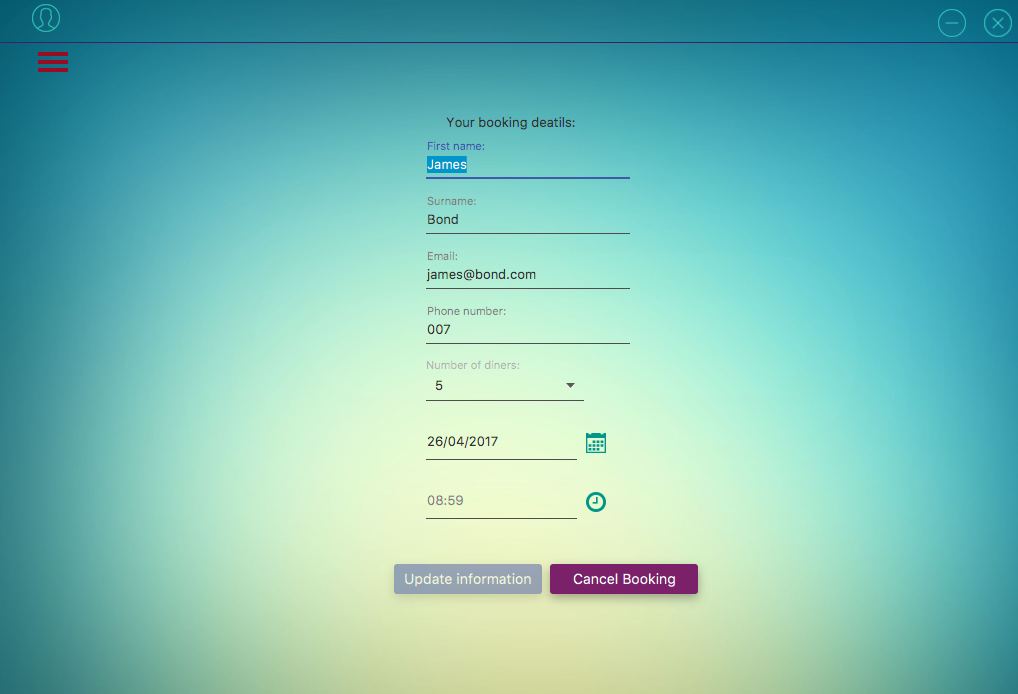 Your booking deatils:
First name:
James
Surname:
Bond
Email:
james@bond.com
Phone number:
007
Number of diners:
5
26/04/2017
08:59
Update information
Cancel Booking